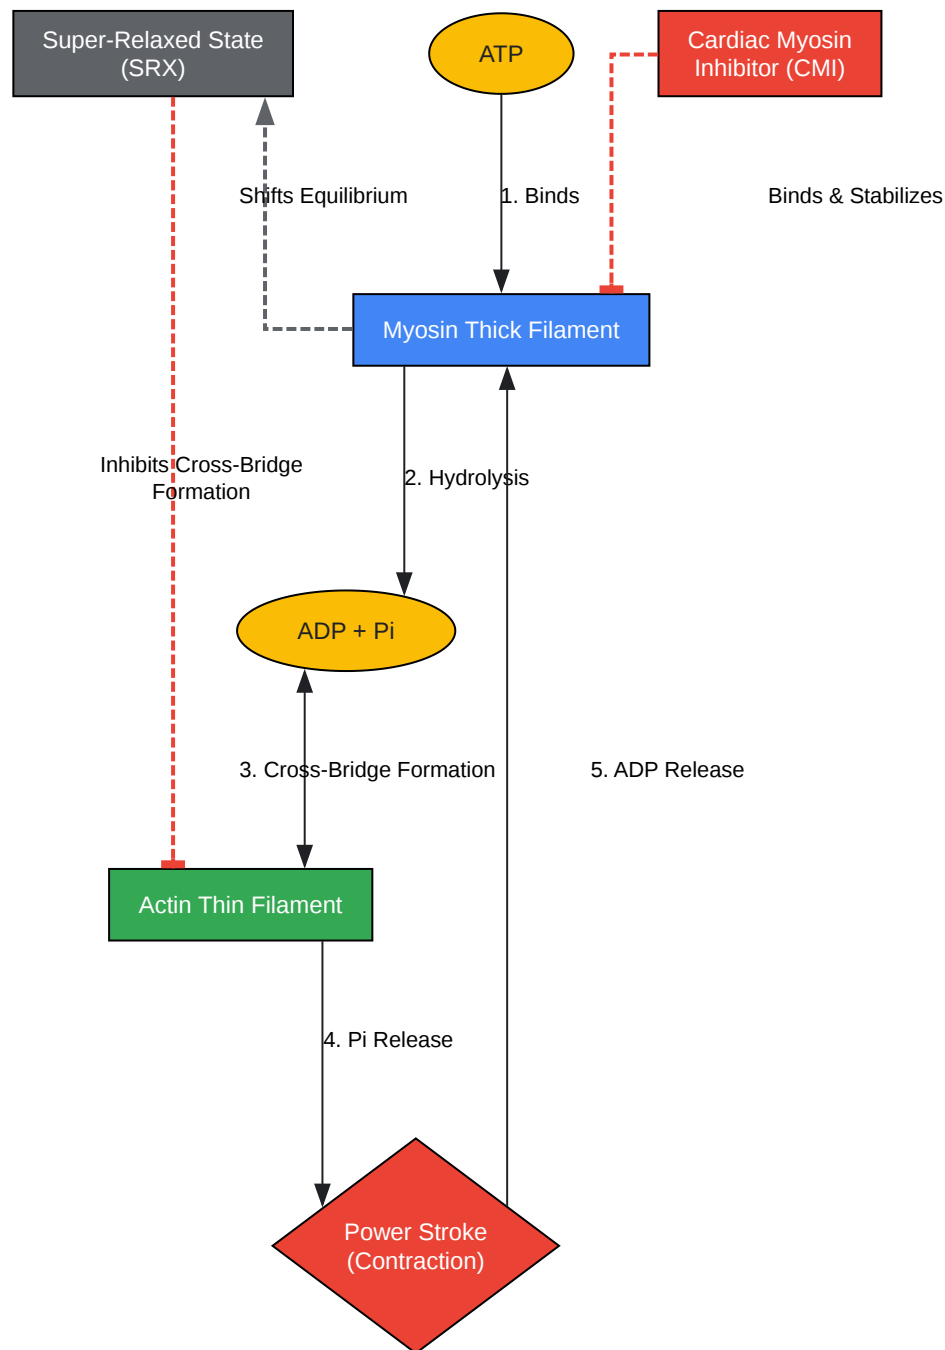 Super-Relaxed State
(SRX)
ATP
Cardiac Myosin
Inhibitor (CMI)
Shifts Equilibrium
1. Binds
Binds & Stabilizes
Myosin Thick Filament
Inhibits Cross-Bridge
Formation
2. Hydrolysis
ADP + Pi
3. Cross-Bridge Formation
5. ADP Release
Actin Thin Filament
4. Pi Release
Power Stroke
(Contraction)